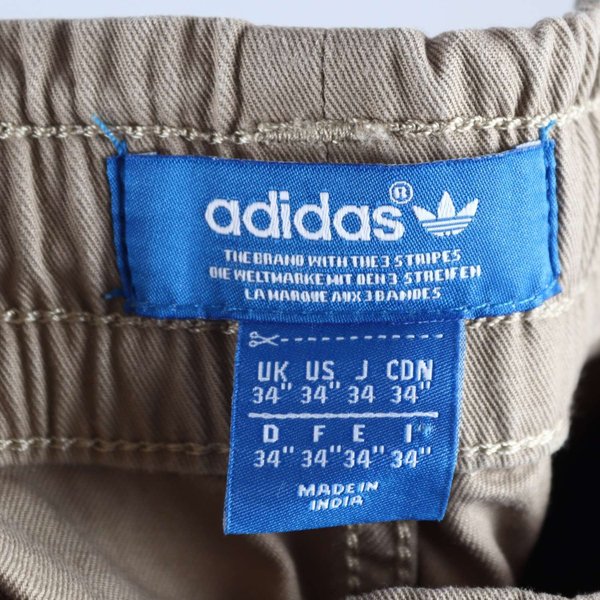 adidas®
THE BRAND WITH THE 3 STRIPES
DIE WELTMARKE MIT DEN 3 STREIFEN
LA MARQUE AUX 3 BANDES
UK US J CDN
34" 34" 34 34"
D F E I
34" 34" 34" 34"
MADE IN
INDIA